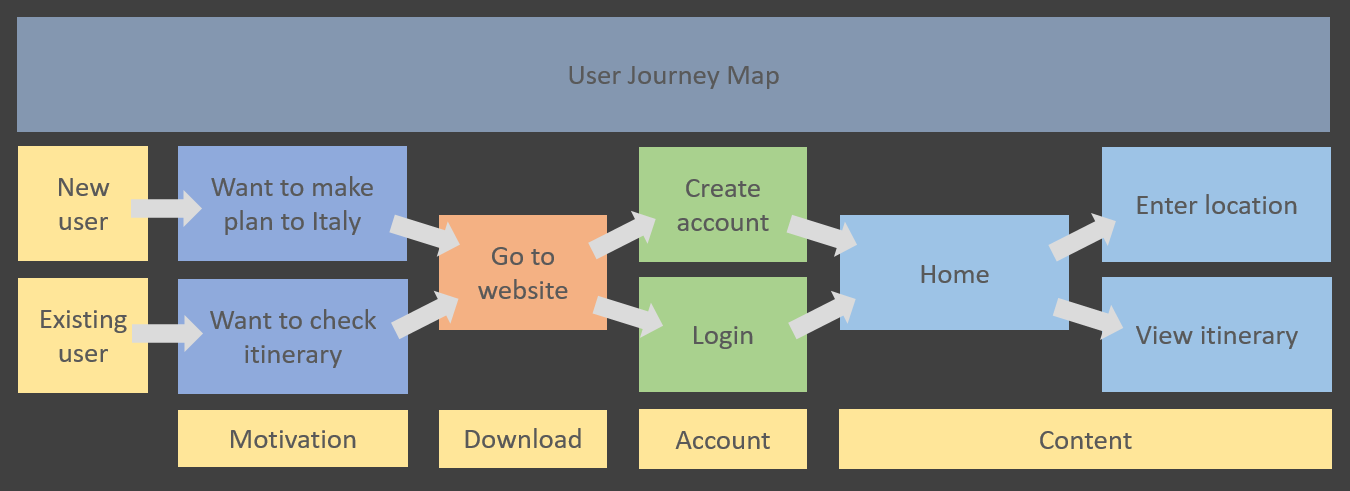 User Journey Map
New
user
Want to make
plan to Italy
Go to
website
Create
account
Home
Enter location
Existing
user
Want to check
itinerary
Login
View itinerary
Motivation
Download
Account
Content